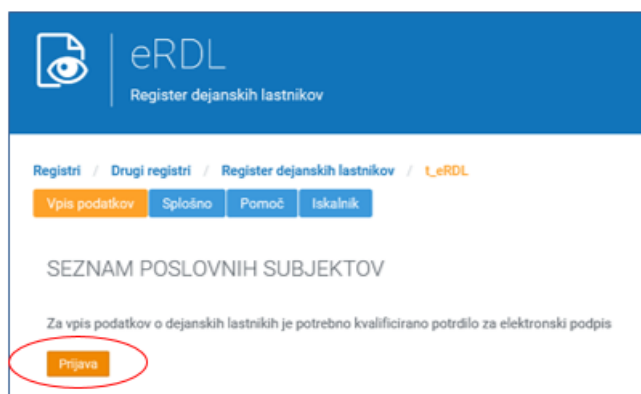 eRDL
Register dejanskih lastnikov
Registri / Drugi registri / Register dejanskih lastnikov / t_eRDL
Vpis podatkov Splošno Pomoč Iskalnik
SEZNAM POSLOVNIH SUBJEKTOV
Za vpis podatkov o dejanskih lastnikih je potrebno kvalificirano potrdilo za elektronski podpis
Prijava